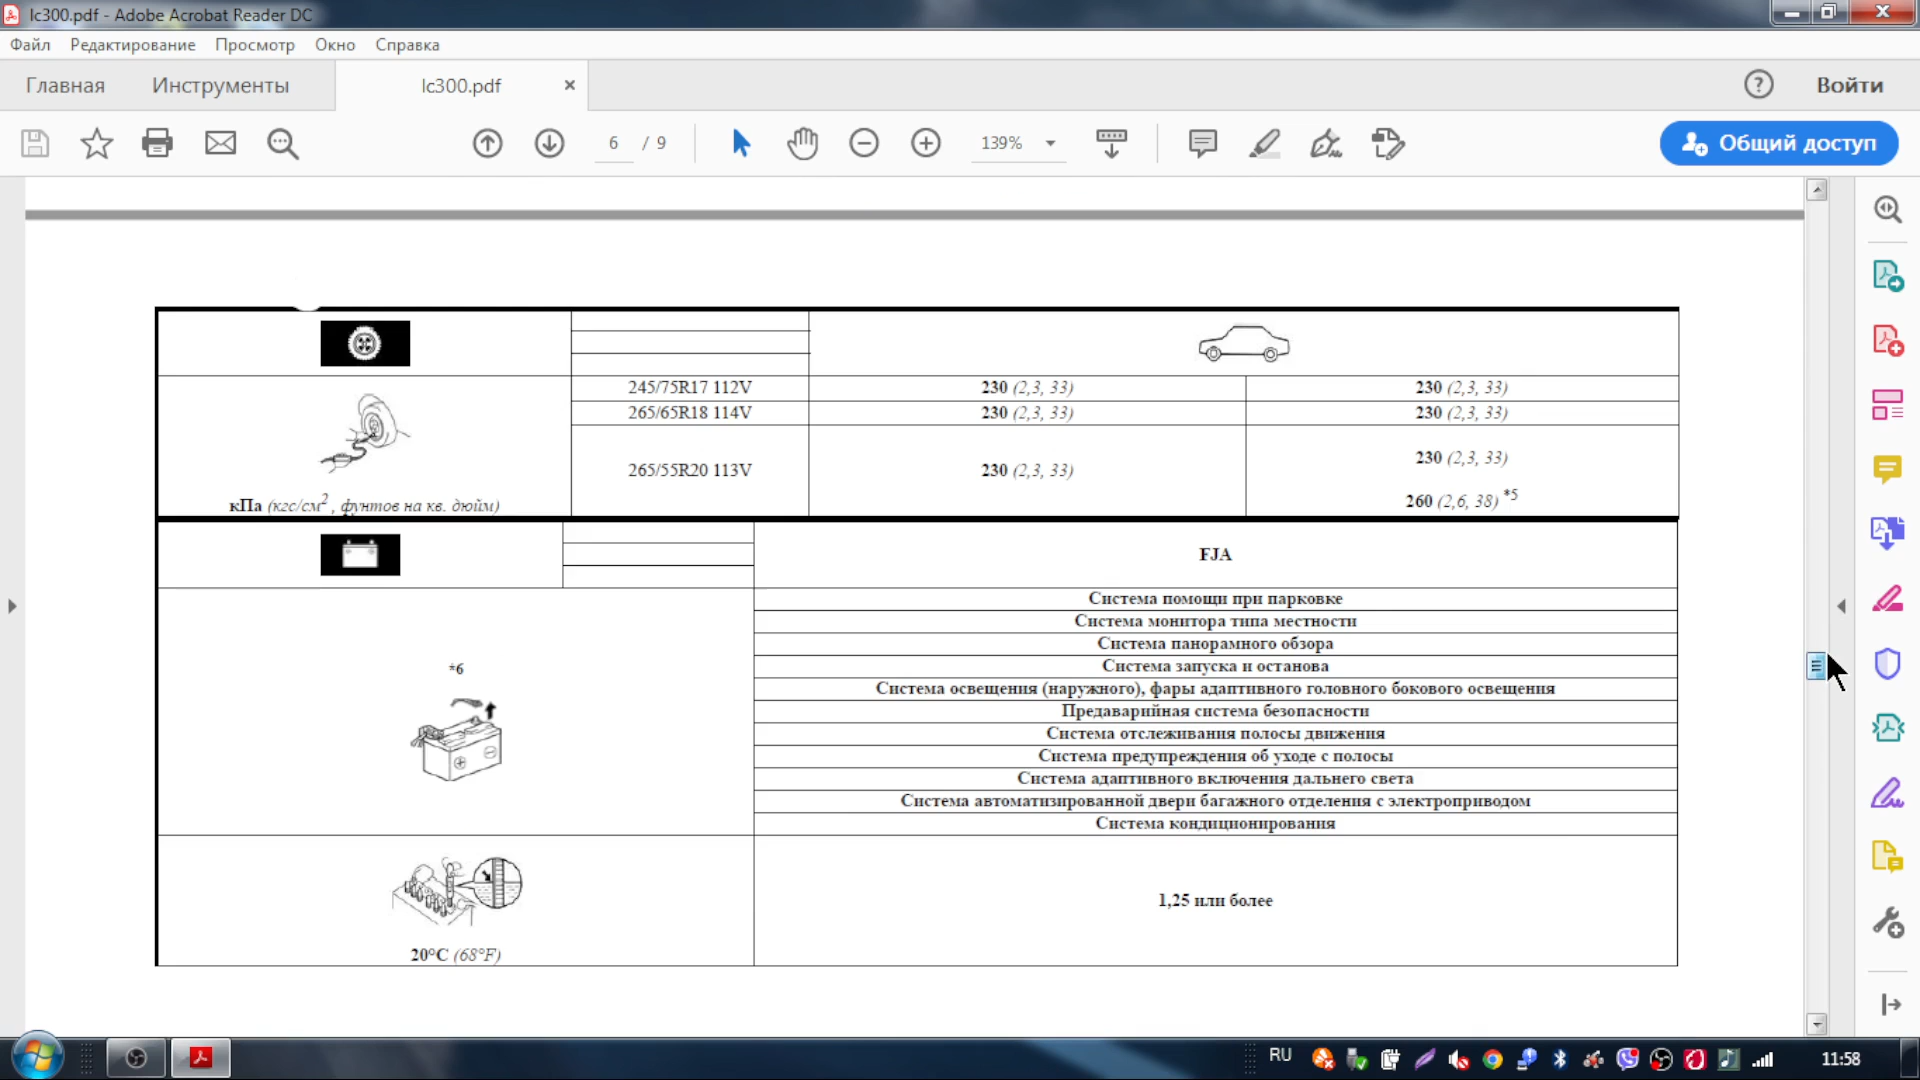 lc300.pdf - Adobe Acrobat Reader DC
Файл Редактирование Просмотр Окно Справка
Главная Инструменты lc300.pdf × ? Войти
6 / 9 139% Общий доступ
245/75R17 112V 230 (2,3, 33) 230 (2,3, 33)
265/65R18 114V 230 (2,3, 33) 230 (2,3, 33)
265/55R20 113V 230 (2,3, 33) 230 (2,3, 33)
260 (2,6, 38) *5
кПа (кгс/см2 , фунтов на кв. дюйм)
FJA
*6
Система помощи при парковке
Система монитора типа местности
Система панорамного обзора
Система запуска и останова
Система освещения (наружного), фары адаптивного головного бокового освещения
Предаварийная система безопасности
Система отслеживания полосы движения
Система предупреждения об уходе с полосы
Система адаптивного включения дальнего света
Система автоматизированной двери багажного отделения с электроприводом
Система кондиционирования
20°C (68°F) 1,25 или более
RU 11:58